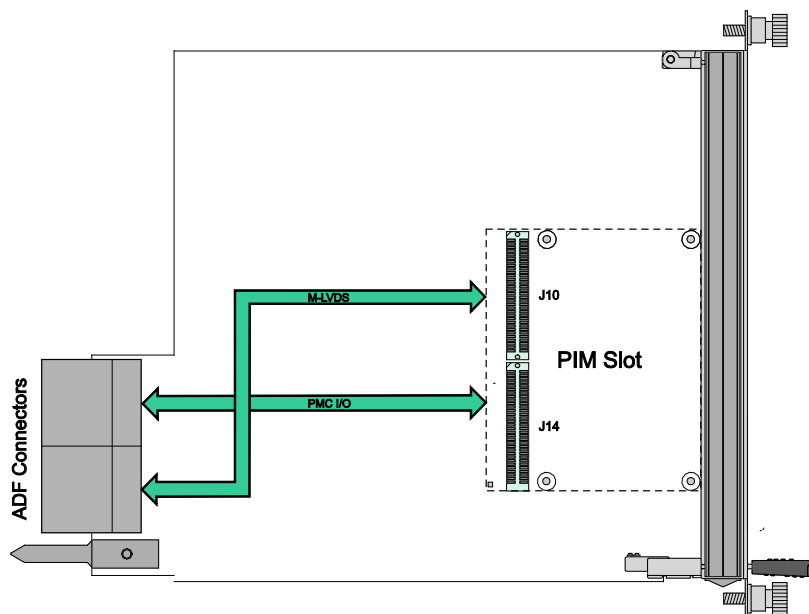 M-LVDS
J10
PIM Slot
PMC I/O
J14
ADF Connectors